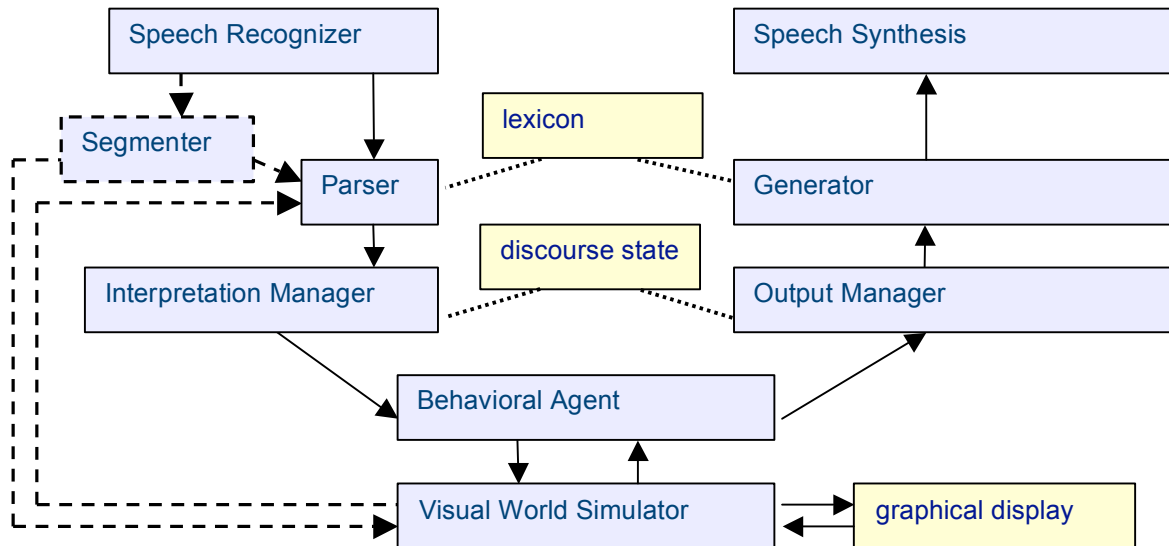 Speech Recognizer
Speech Synthesis
lexicon
Segmenter
Parser
Generator
discourse state
Interpretation Manager
Output Manager
Behavioral Agent
Visual World Simulator
graphical display